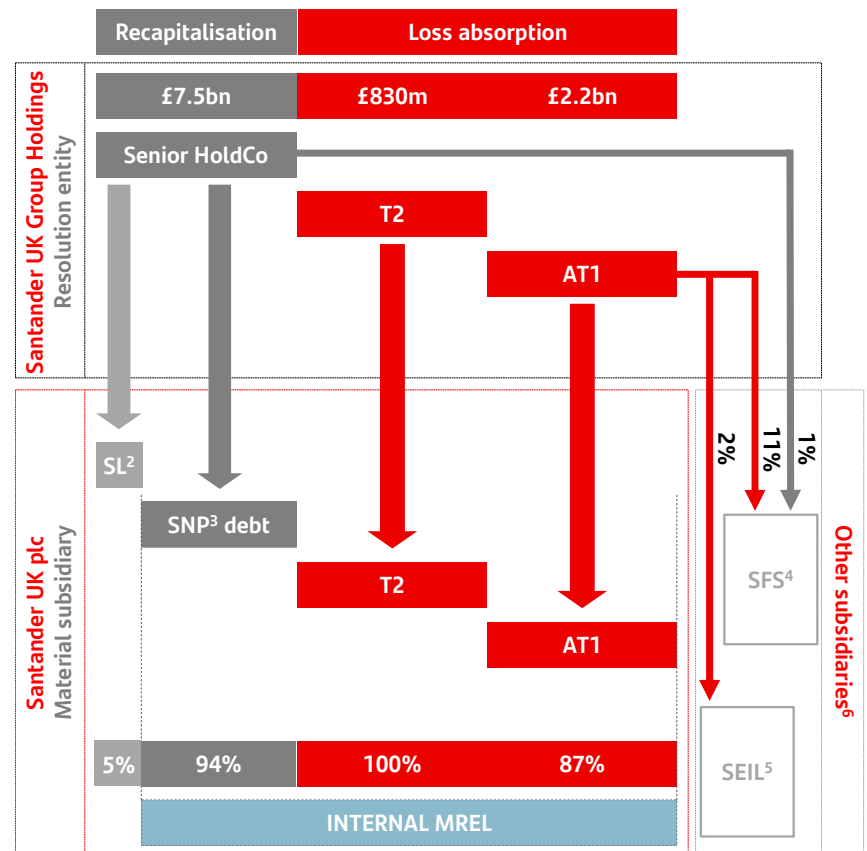 Recapitalisation
Loss absorption
Santander UK Group Holdings
Resolution entity
£7.5bn
£830m
£2.2bn
Senior HoldCo
T2
AT1
2%
11%
1%
Santander UK plc
Material subsidiary
SL²
SNP³ debt
T2
AT1
SFS⁴
SEIL⁵
Other subsidiaries⁶
5%
94%
100%
87%
INTERNAL MREL